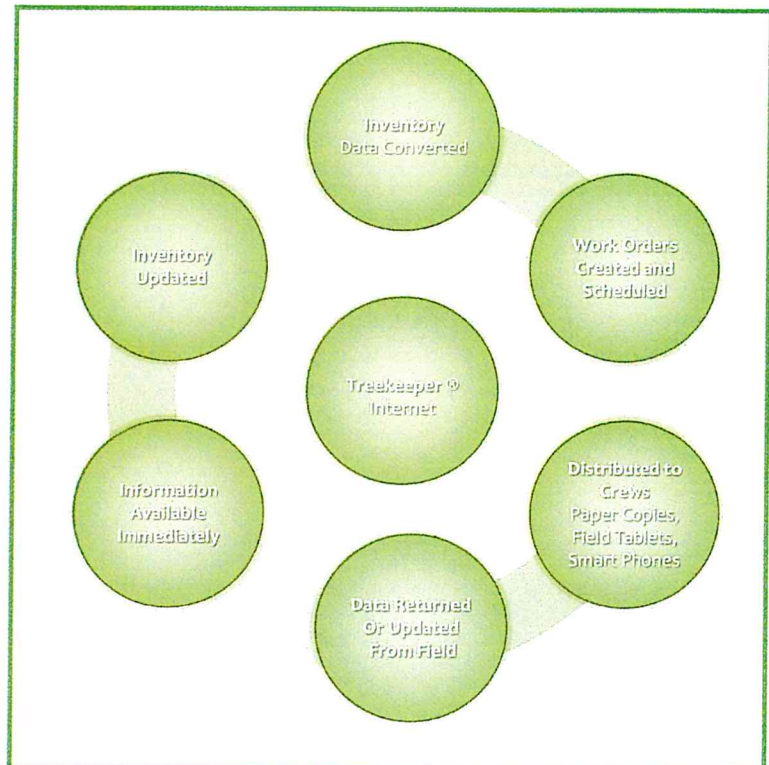 Inventory
Data Converted
Work Orders
Created and
Scheduled
Distributed to
Crews
Paper Copies,
Field Tablets,
Smart Phones
Data Returned
Or Updated
From Field
Information
Available
Immediately
Inventory
Updated
Treekeeper ®
Internet